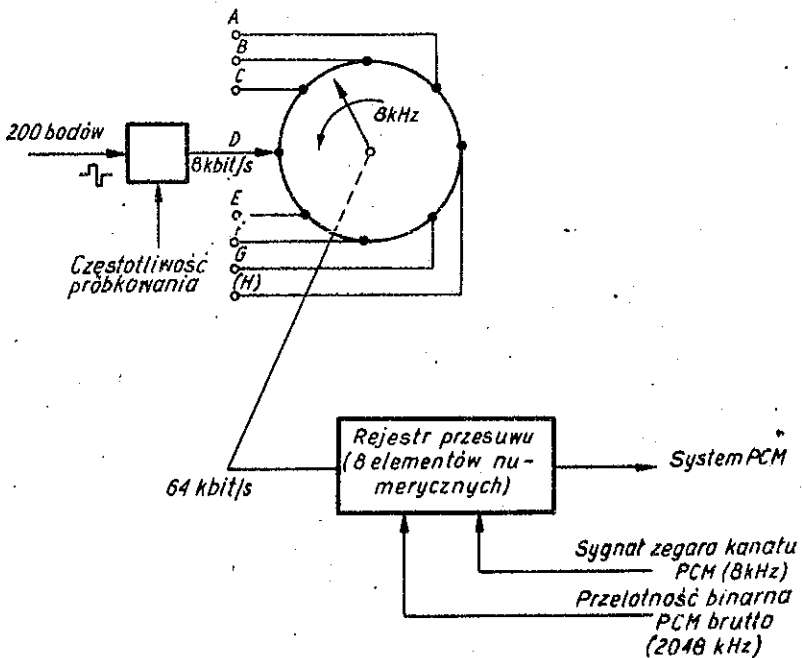 A
B
C
200 bodów
D
8kbit/s
8kHz
E
G
(H)
Częstotliwość
próbkowania
64 kbit/s
Rejestr przesuwu
(8 elementów nu-
merycznych)
System PCM
Sygnał zegara kanału
PCM (8kHz)
Przelotność binarna
PCM brutto
(2048 kHz)